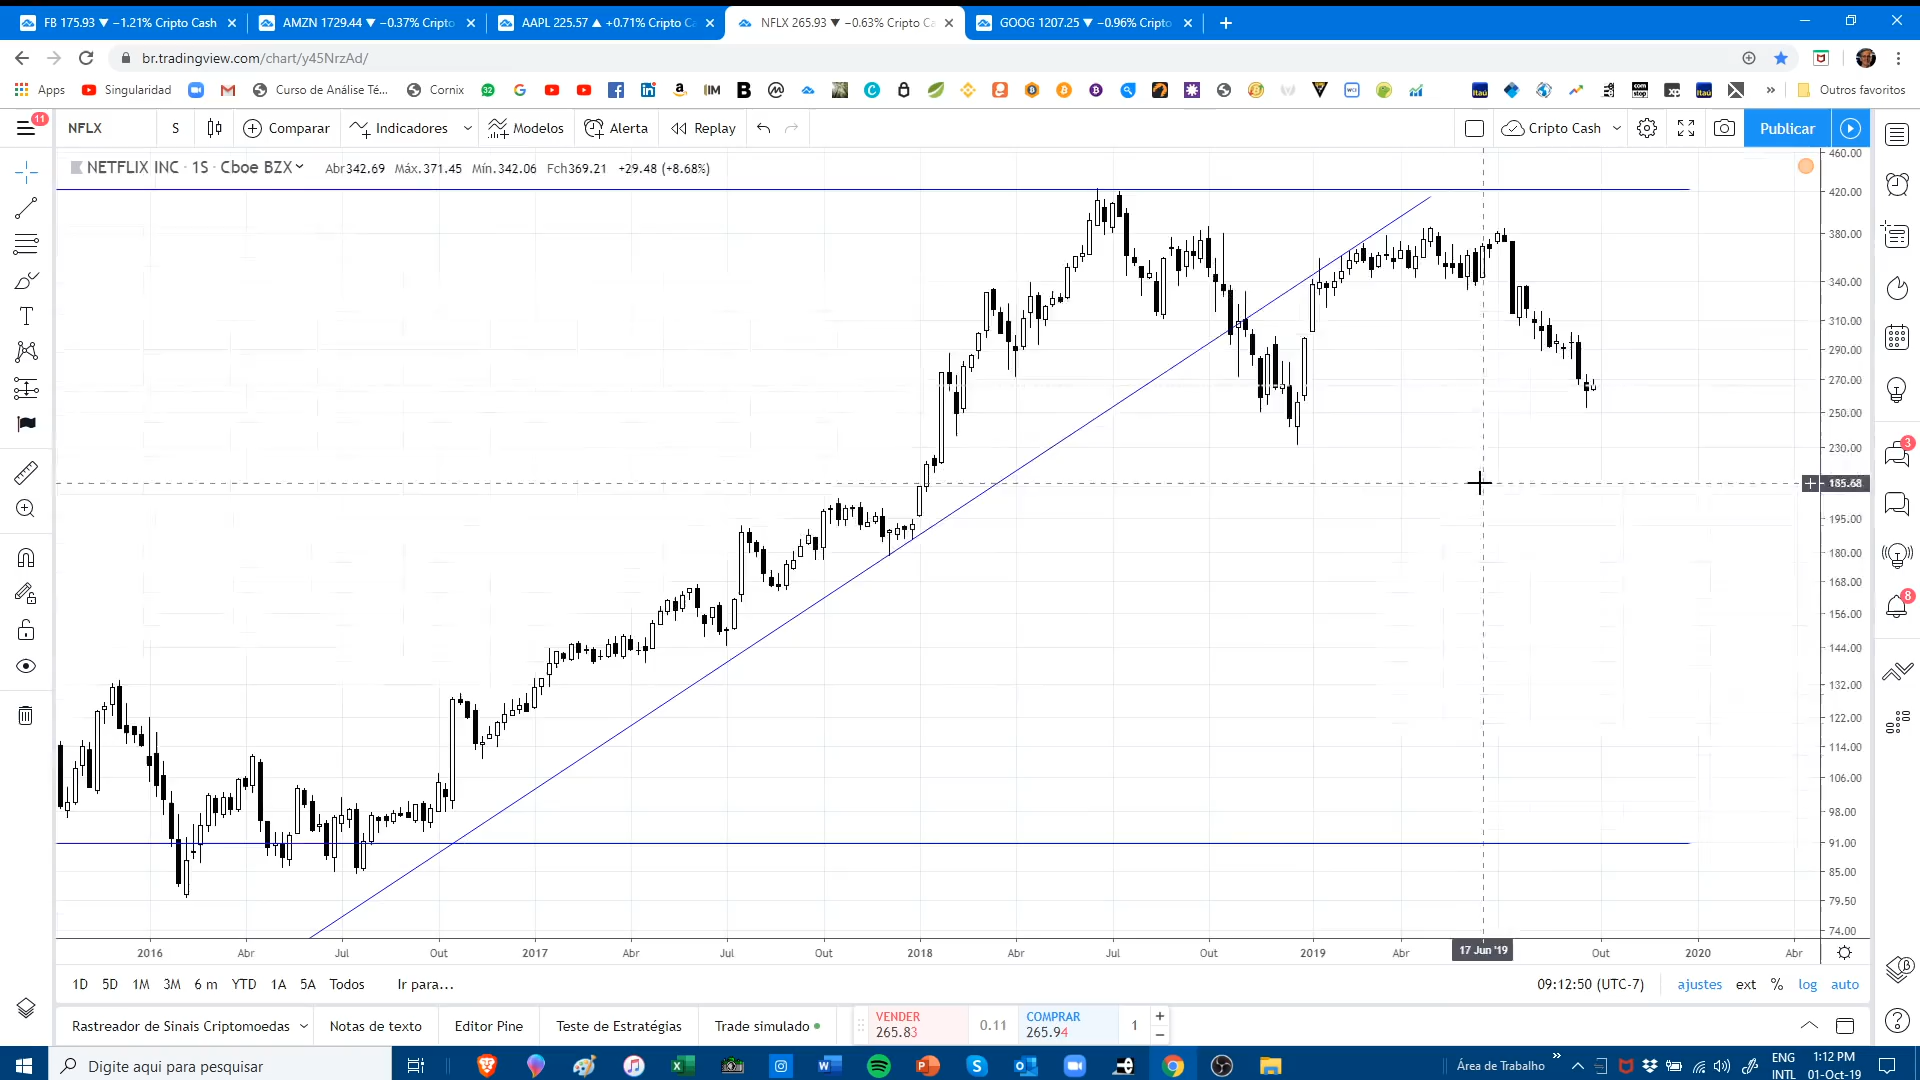 FB 175.93 ▼ −1.21% Cripto Cash
AMZN 1729.44 ▼ −0.37% Cripto
AAPL 225.57 ▲ +0.71% Cripto Ca
NFLX 265.93 ▼ −0.63% Cripto Ca
GOOG 1207.25 ▼ −0.96% Cripto
br.tradingview.com/chart/y45NrzAd/
Apps
Singularidad
Curso de Análise Té...
Cornix
Outros favoritos
11
NFLX
S
Comparar
Indicadores
Modelos
Alerta
Replay
Cripto Cash
Publicar
NETFLIX INC · 1S · Cboe BZX
Abr342.69 Máx.371.45 Mín.342.06 Fch369.21 +29.48 (+8.68%)
460.00
420.00
380.00
340.00
310.00
290.00
270.00
250.00
230.00
185.68
195.00
180.00
168.00
156.00
144.00
132.00
122.00
114.00
106.00
98.00
91.00
85.00
79.50
74.00
3
8
2016 Abr Jul Out 2017 Abr Jul Out 2018 Abr Jul Out 2019 Abr 17 Jun '19 Out 2020 Abr
1D 5D 1M 3M 6 m YTD 1A 5A Todos Ir para...
09:12:50 (UTC-7) ajustes ext % log auto
Rastreador de Sinais Criptomoedas
Notas de texto
Editor Pine
Teste de Estratégias
Trade simulado
VENDER
265.83
0.11
COMPRAR
265.94
1
Digite aqui para pesquisar
Área de Trabalho
ENG
INTL
1:12 PM
01-Oct-19